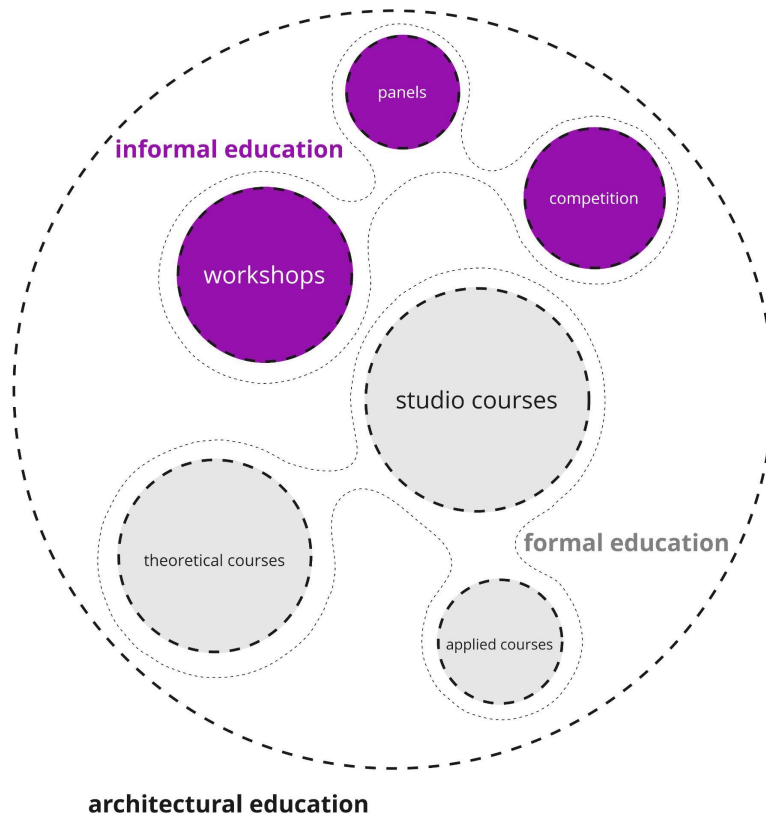 panels
informal education
competition
workshops
studio courses
formal education
theoretical courses
applied courses
architectural education